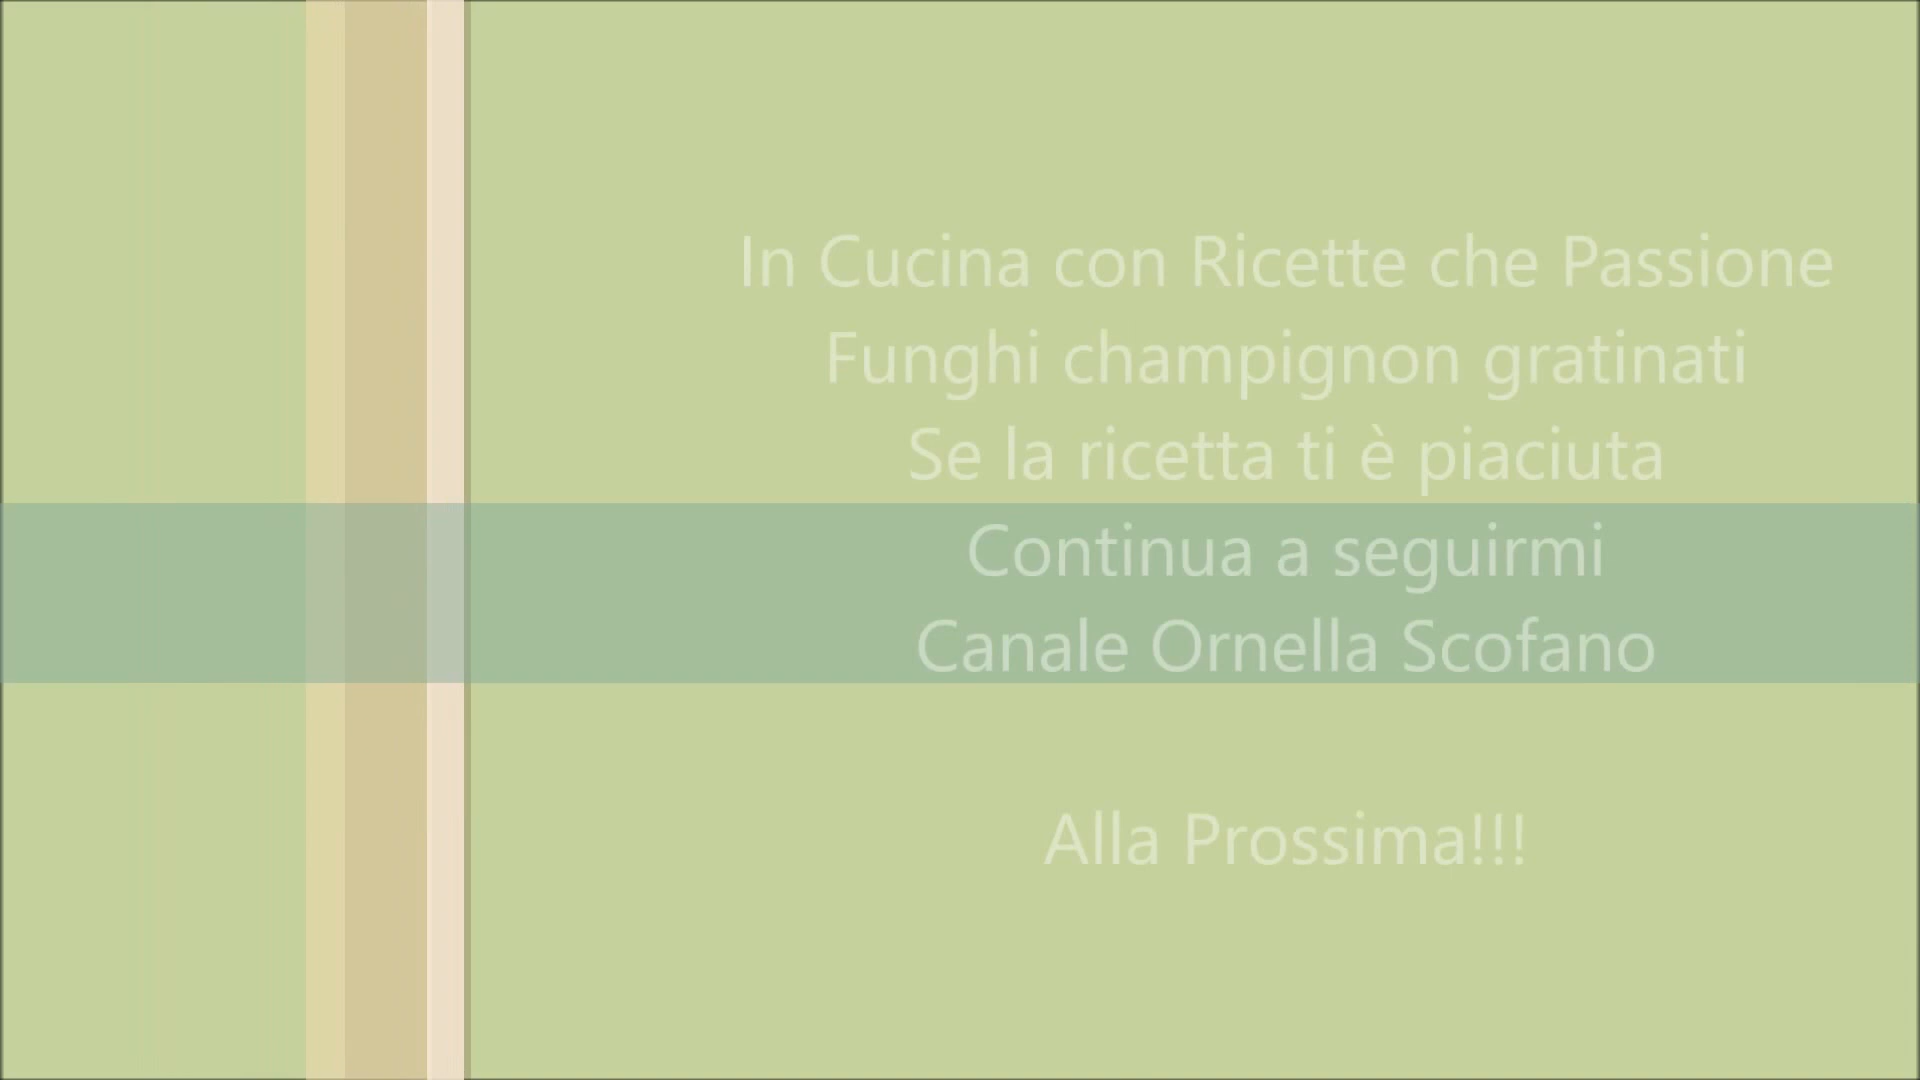 In Cucina con Ricette che Passione
Funghi champignon gratinati
Se la ricetta ti è piaciuta
Continua a seguirmi
Canale Ornella Scofano
Alla Prossima!!!